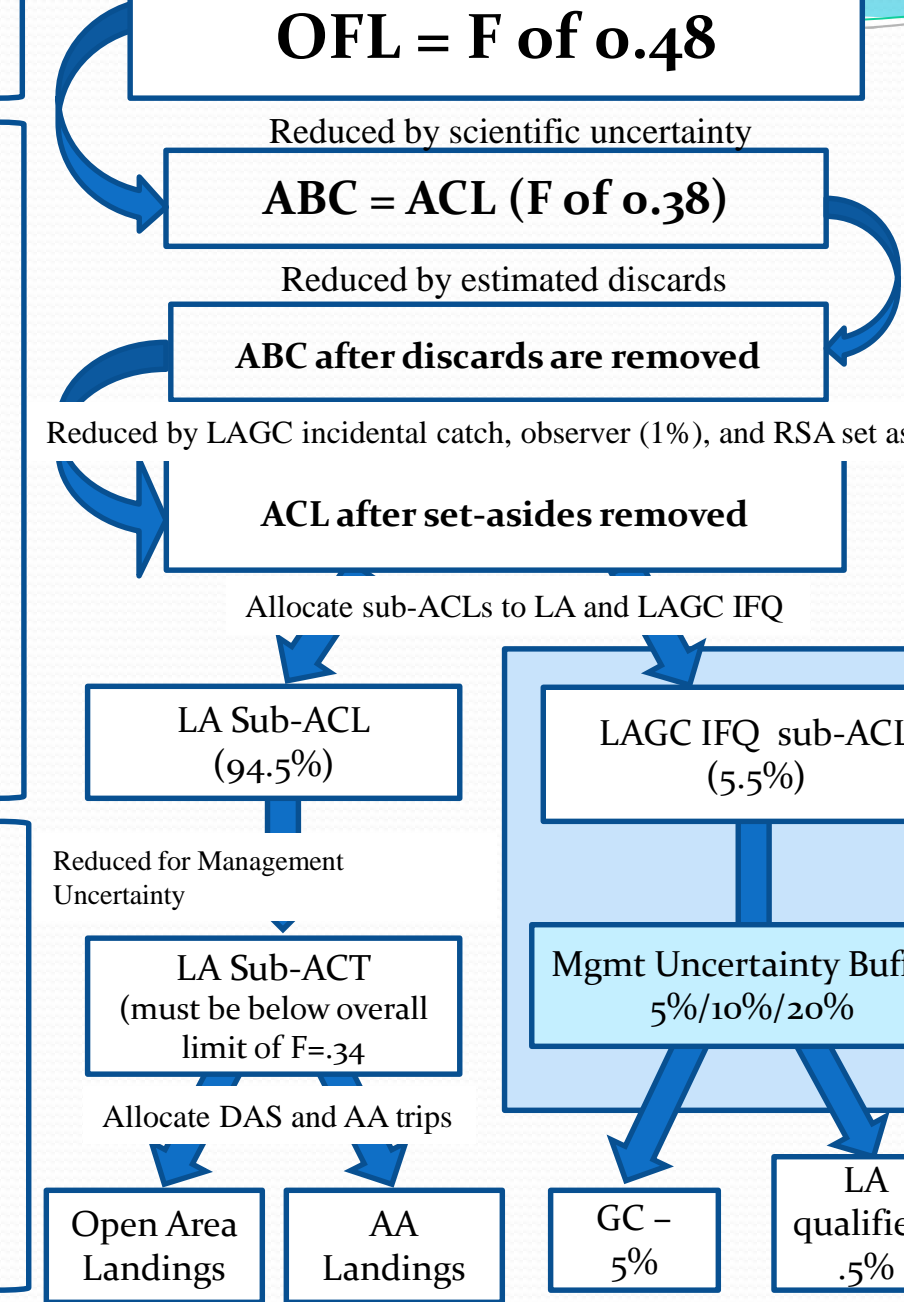 OFL = F of 0.48
Reduced by scientific uncertainty
ABC = ACL (F of 0.38)
Reduced by estimated discards
ABC after discards are removed
Reduced by LAGC incidental catch, observer (1%), and RSA set as
ACL after set-asides removed
Allocate sub-ACLs to LA and LAGC IFQ
LA Sub-ACL
(94.5%)
LAGC IFQ sub-ACL
(5.5%)
Reduced for Management
Uncertainty
Mgmt Uncertainty Buf
5%/10%/20%
LA Sub-ACT
(must be below overall
limit of F=.34
Allocate DAS and AA trips
Open Area
Landings
AA
Landings
GC –
5%
LA
qualifie
.5%